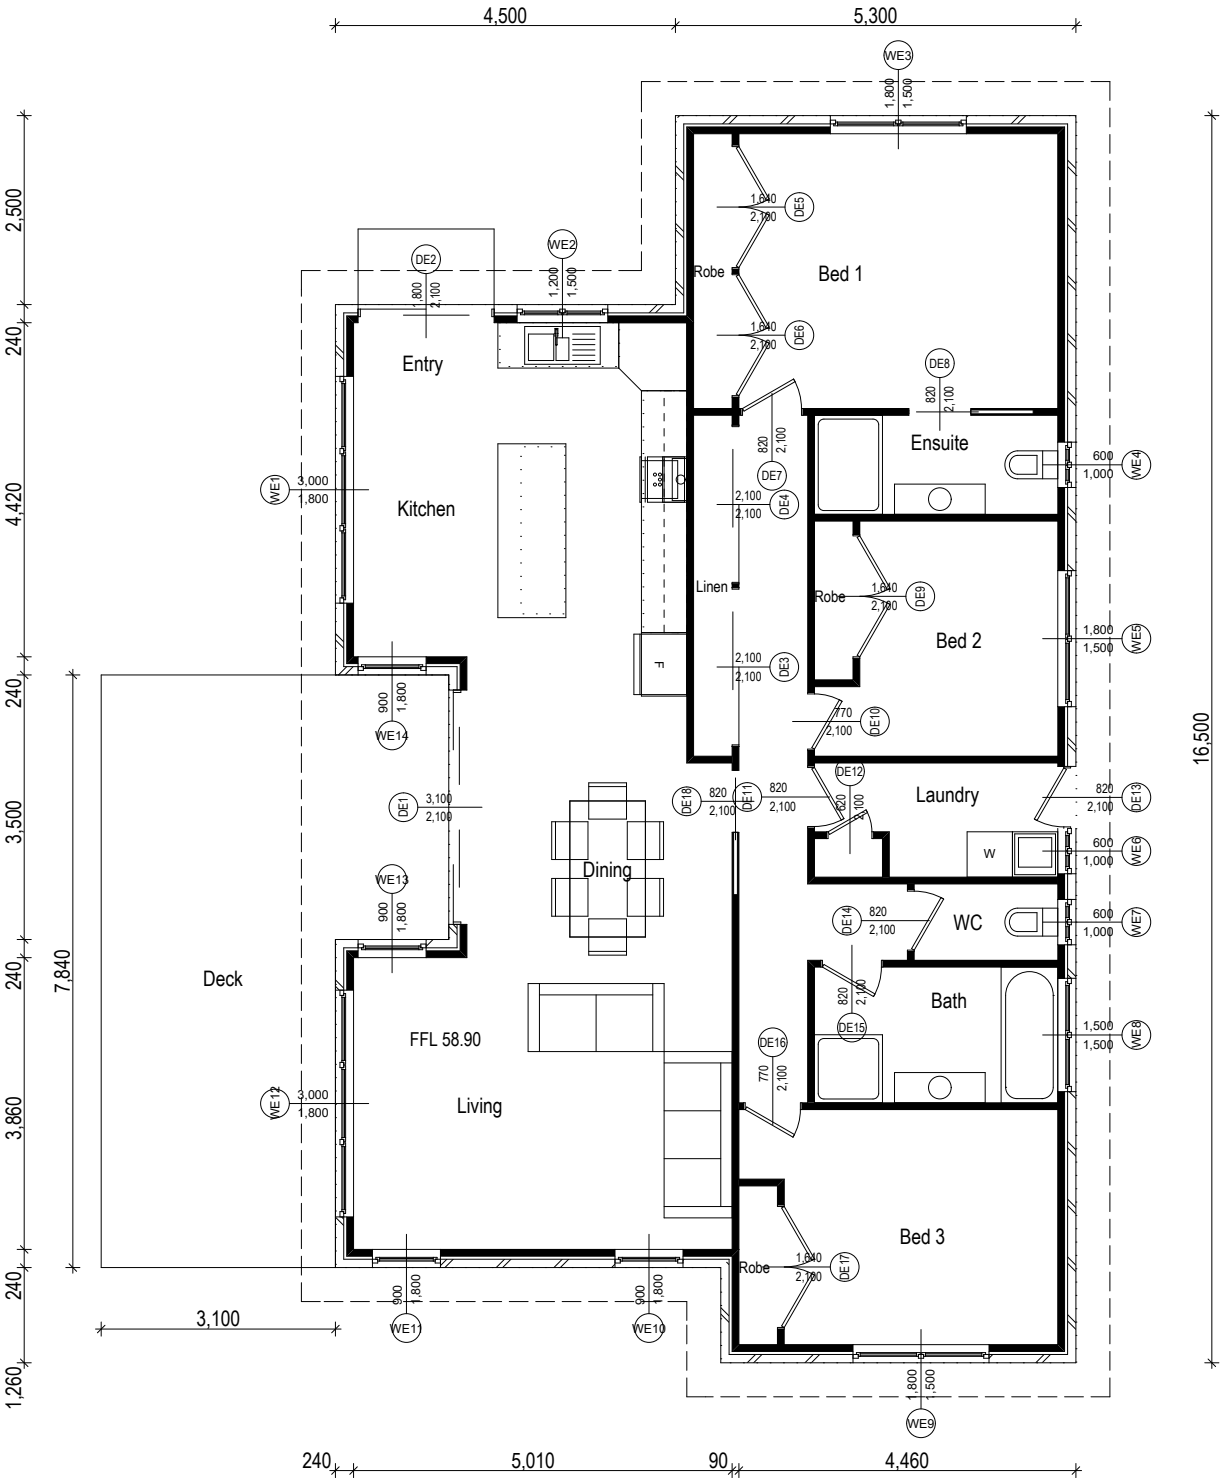 4,500
5,300
WE3
1,800
1,500
2,500
240
4,420
240
3,500
240
3,860
240
1,260
7,840
16,500
DE2
1,800
2,100
WE2
1,200
1,500
DE5
1,640
2,100
Robe
Bed 1
DE6
1,640
2,100
Entry
DE8
820
2,100
DE7
820
2,100
Ensuite
WE4
600
1,000
WE1
3,000
1,800
Kitchen
DE4
2,100
2,100
Linen
Robe
DE9
1,640
2,100
Bed 2
WE5
1,800
1,500
F
DE3
2,100
2,100
WE14
900
1,800
DE10
770
2,100
DE1
3,100
2,100
DE18
820
2,100
DE11
820
2,100
DE12
620
2,100
Laundry
DE13
820
2,100
W
WE6
600
1,000
Dining
WE13
900
1,800
DE14
820
2,100
WC
WE7
600
1,000
Deck
DE15
820
2,100
Bath
WE8
1,500
1,500
FFL 58.90
DE16
770
2,100
WE12
3,000
1,800
Living
Bed 3
Robe
DE17
1,640
2,100
WE11
900
1,800
WE10
900
1,800
3,100
WE9
1,800
1,500
240
5,010
90
4,460